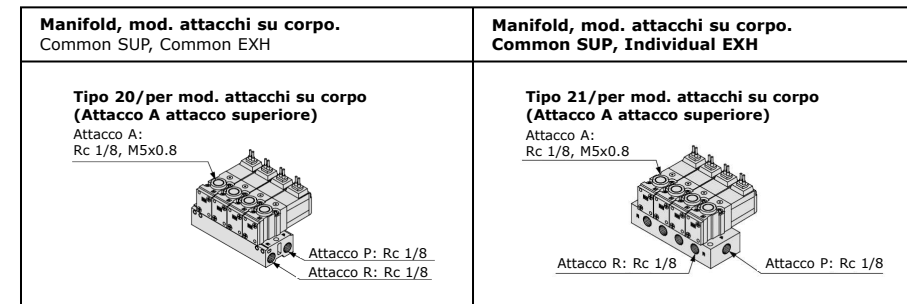 Manifold, mod. attacchi su corpo.
Common SUP, Common EXH
Tipo 20/per mod. attacchi su corpo
(Attacco A attacco superiore)
Attacco A:
Rc 1/8, M5x0.8
Attacco P: Rc 1/8
Attacco R: Rc 1/8
Manifold, mod. attacchi su corpo.
Common SUP, Individual EXH
Tipo 21/per mod. attacchi su corpo
(Attacco A attacco superiore)
Attacco A:
Rc 1/8, M5x0.8
Attacco R: Rc 1/8
Attacco P: Rc 1/8